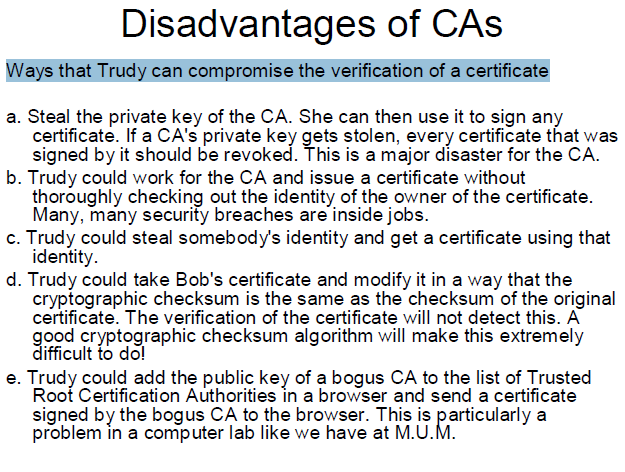 Disadvantages of CAs
Ways that Trudy can compromise the verification of a certificate
a. Steal the private key of the CA. She can then use it to sign any
certificate. If a CA's private key gets stolen, every certificate that was
signed by it should be revoked. This is a major disaster for the CA.
b. Trudy could work for the CA and issue a certificate without
thoroughly checking out the identity of the owner of the certificate.
Many, many security breaches are inside jobs.
c. Trudy could steal somebody's identity and get a certificate using that
identity.
d. Trudy could take Bob's certificate and modify it in a way that the
cryptographic checksum is the same as the checksum of the original
certificate. The verification of the certificate will not detect this. A
good cryptographic checksum algorithm will make this extremely
difficult to do!
e. Trudy could add the public key of a bogus CA to the list of Trusted
Root Certification Authorities in a browser and send a certificate
signed by the bogus CA to the browser. This is particularly a
problem in a computer lab like we have at M.U.M.